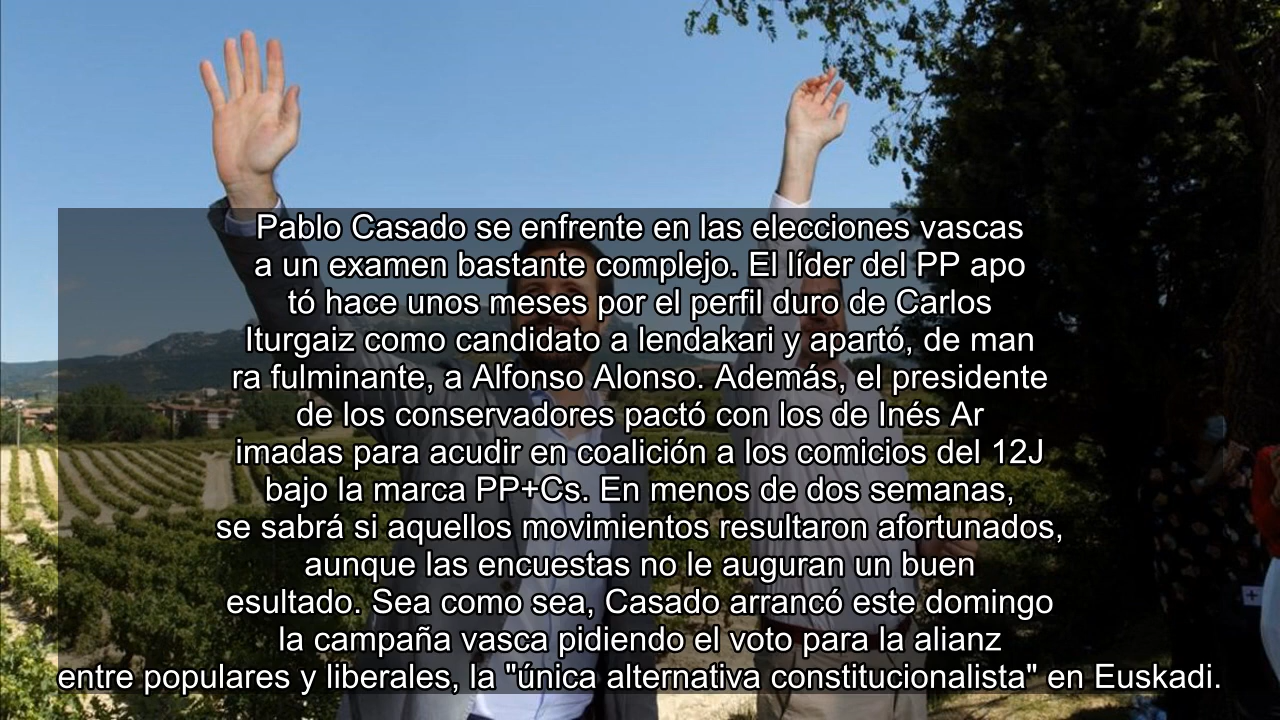 Pablo Casado se enfrente en las elecciones vascas
a un examen bastante complejo. El líder del PP apo
tó hace unos meses por el perfil duro de Carlos
Iturgaiz como candidato a lendakari y apartó, de man
ra fulminante, a Alfonso Alonso. Además, el presidente
de los conservadores pactó con los de Inés Ar
imadas para acudir en coalición a los comicios del 12J
bajo la marca PP+Cs. En menos de dos semanas,
se sabrá si aquellos movimientos resultaron afortunados,
aunque las encuestas no le auguran un buen
esultado. Sea como sea, Casado arrancó este domingo
la campaña vasca pidiendo el voto para la alianz
entre populares y liberales, la "única alternativa constitucionalista" en Euskadi.